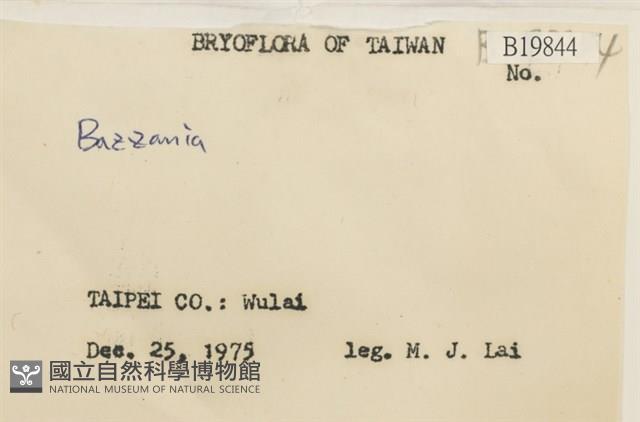 BRYOFLORA OF TAIWAN
B19844
No.
Bazzania
TAIPEI CO.: Wulai
Dec. 25, 1975 leg. M. J. Lai
國立自然科學博物館
NATIONAL MUSEUM OF NATURAL SCIENCE